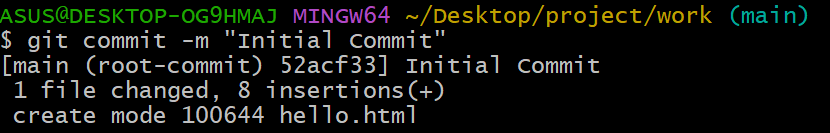 ASUS@DESKTOP-OG9HMAJ MINGW64 ~/Desktop/project/work (main)
$ git commit -m "Initial Commit"
[main (root-commit) 52acf33] Initial Commit
 1 file changed, 8 insertions(+)
 create mode 100644 hello.html